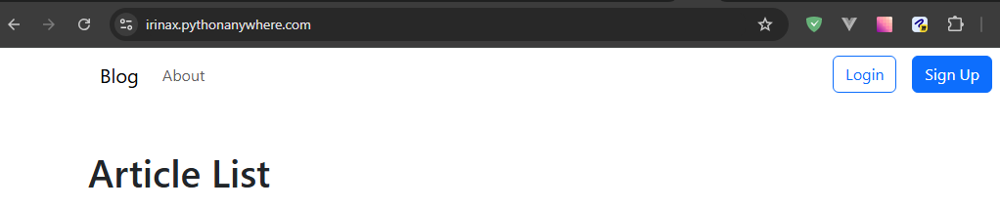 irinax.pythonanywhere.com
Blog About Login Sign Up
Article List